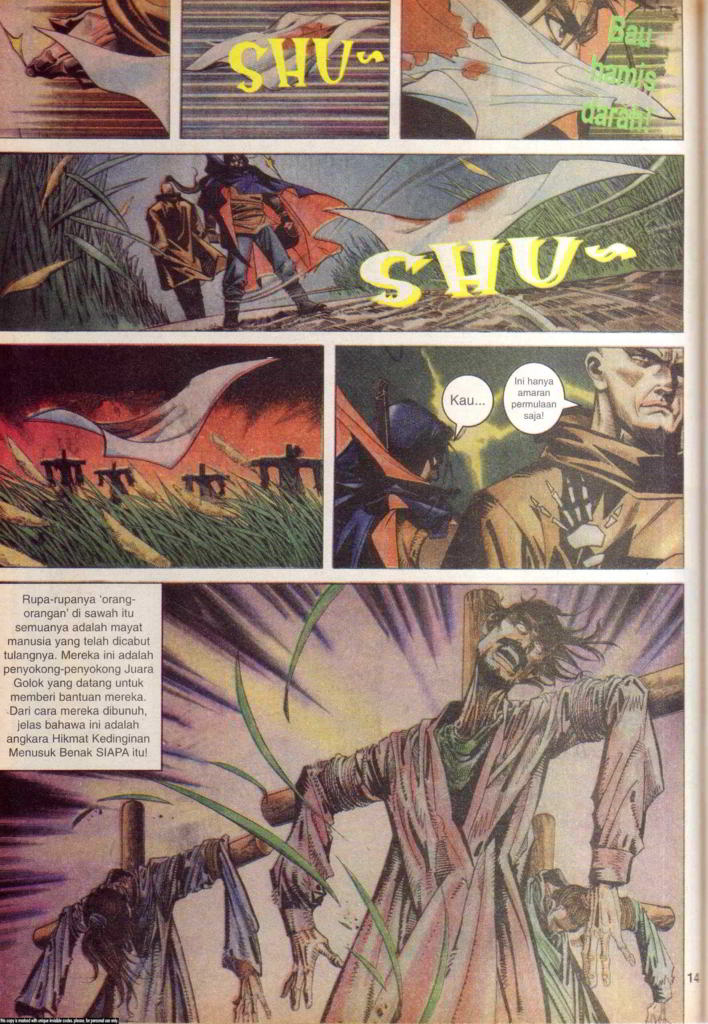 SHU~
Bau
hamis
darah!
SHU~
Kau...
Ini hanya
amaran
permulaan
saja!
Rupa-rupanya 'orang-
orangan' di sawah itu
semuanya adalah mayat
manusia yang telah dicabut
tulangnya. Mereka ini adalah
penyokong-penyokong Juara
Golok yang datang untuk
memberi bantuan mereka.
Dari cara mereka dibunuh,
jelas bahawa ini adalah
angkara Hikmat Kedinginan
Menusuk Benak SIAPA itu!
14
this copy is marked with unique invisible codes. please, for personal use only.